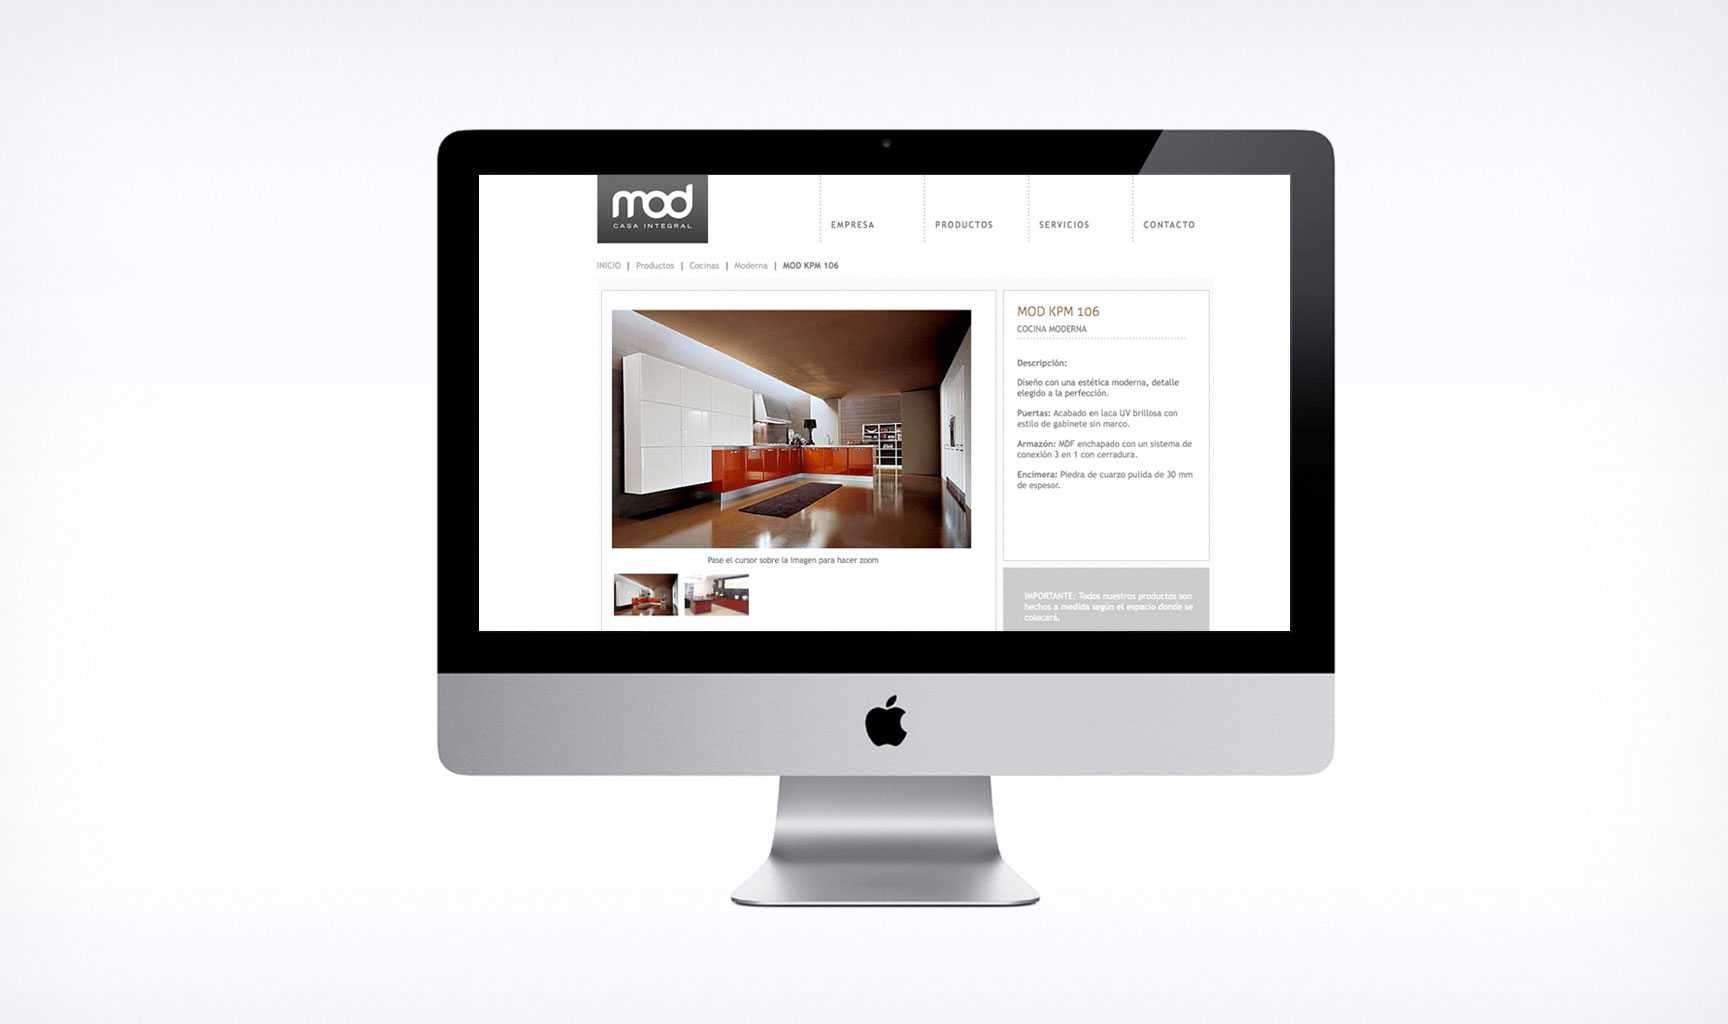 mod
CASA INTEGRAL
EMPRESA
PRODUCTOS
SERVICIOS
CONTACTO
INICIO | Productos | Cocinas | Moderna | MOD KPM 106
MOD KPM 106
COCINA MODERNA
Descripción:
Diseño con una estética moderna, detalle
elegido a la perfección.
Puertas: Acabado en laca UV brillosa con
estilo de gabinete sin marco.
Armazón: MDF enchapado con un sistema de
conexión 3 en 1 con cerradura.
Encimera: Piedra de cuarzo pulida de 30 mm
de espesor.
Pase el cursor sobre la imagen para hacer zoom
IMPORTANTE: Todos nuestros productos son
hechos a medida según el espacio donde se
colocará.